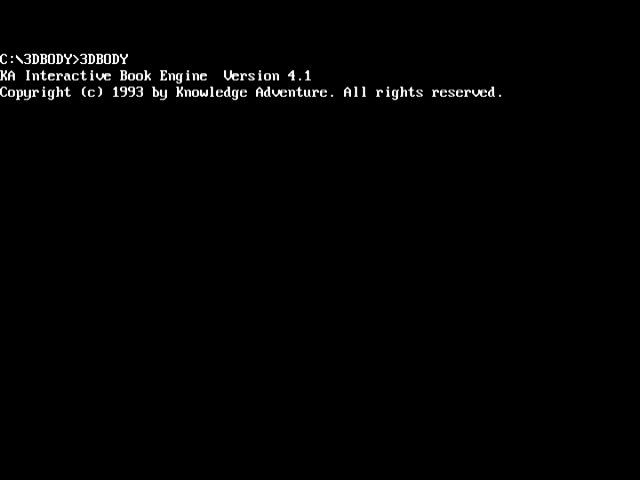 C:\3DBODY>3DBODY
KA Interactive Book Engine  Version 4.1
Copyright (c) 1993 by Knowledge Adventure. All rights reserved.